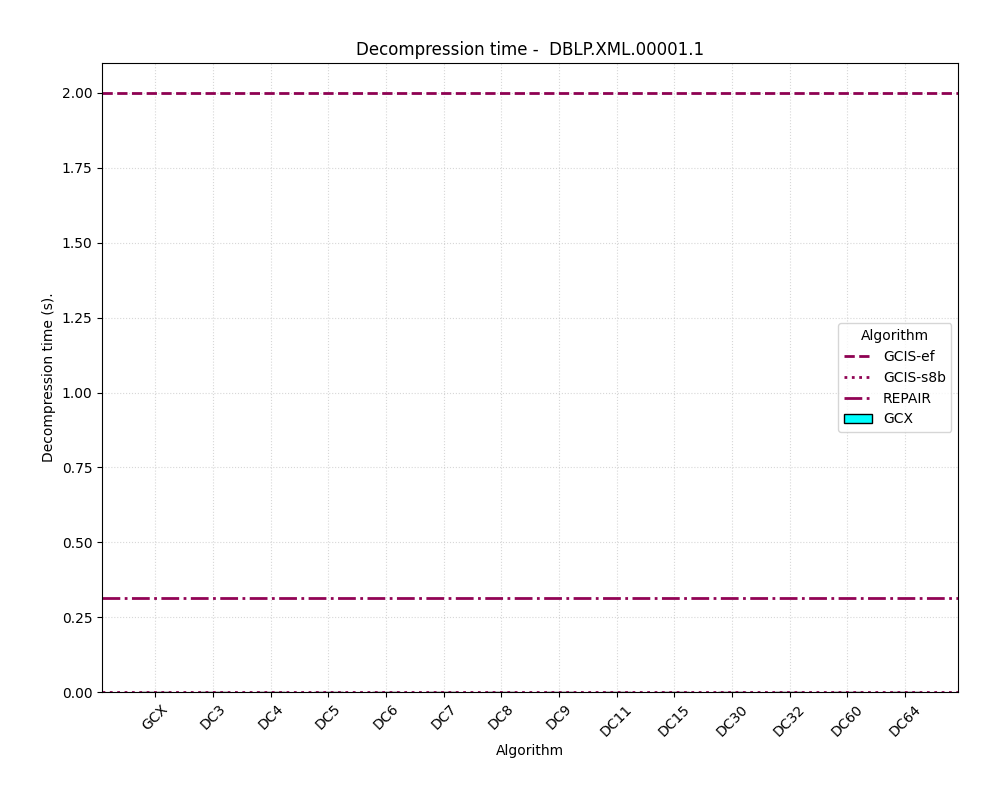 Decompression time -  DBLP.XML.00001.1
2.00
1.75
1.50
1.25
1.00
0.75
0.50
0.25
0.00
Decompression time (s).
Algorithm
GCIS-ef
GCIS-s8b
REPAIR
GCX
GCX DC3 DC4 DC5 DC6 DC7 DC8 DC9 DC11 DC15 DC30 DC32 DC60 DC64
Algorithm